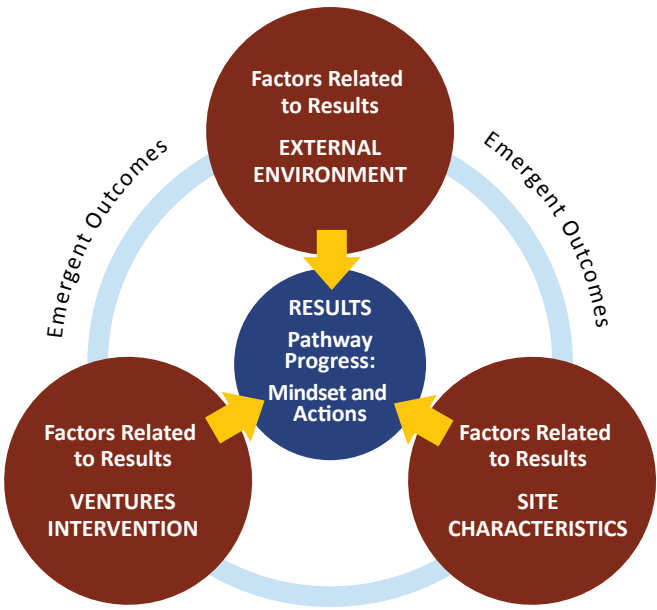 Factors Related
to Results
EXTERNAL
ENVIRONMENT
Emergent Outcomes
Emergent Outcomes
RESULTS
Pathway
Progress:
Mindset and
Actions
Factors Related
to Results
VENTURES
INTERVENTION
Factors Related
to Results
SITE
CHARACTERISTICS